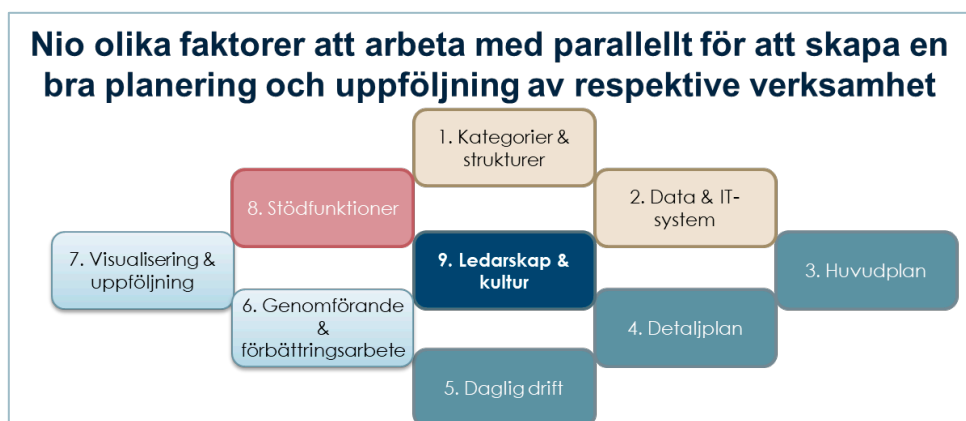 Nio olika faktorer att arbeta med parallellt för att skapa en
bra planering och uppföljning av respektive verksamhet
1. Kategorier &
strukturer
8. Stödfunktioner
2. Data & IT-
system
7. Visualisering &
uppföljning
9. Ledarskap &
kultur
3. Huvudplan
6. Genomförande
&
förbättringsarbete
4. Detaljplan
5. Daglig drift